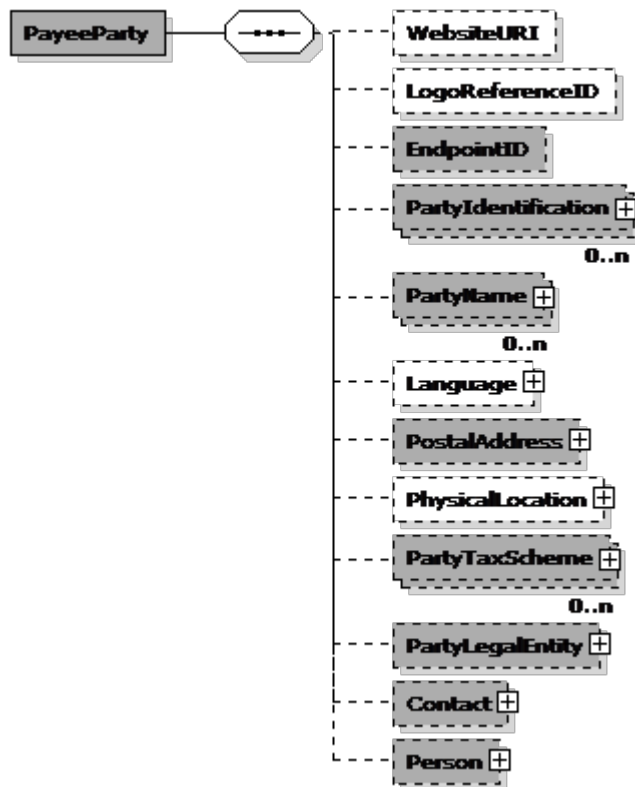 PayeeParty
WebsiteURI
LogoReferenceID
EndpointID
PartyIdentification
0..n
PartyName
0..n
Language
PostalAddress
PhysicalLocation
PartyTaxScheme
0..n
PartyLegalEntity
Contact
Person